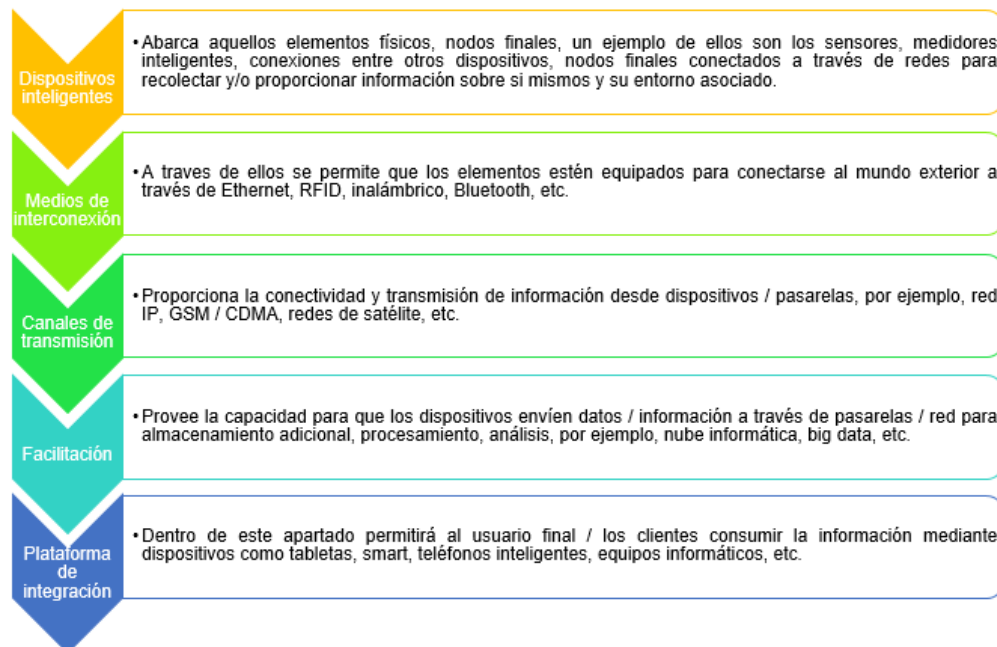 Dispositivos
inteligentes
•Abarca aquellos elementos físicos, nodos finales, un ejemplo de ellos son los sensores, medidores
inteligentes, conexiones entre otros dispositivos, nodos finales conectados a través de redes para
recolectar y/o proporcionar información sobre si mismos y su entorno asociado.
Medios de
interconexión
•A traves de ellos se permite que los elementos estén equipados para conectarse al mundo exterior a
través de Ethernet, RFID, inalámbrico, Bluetooth, etc.
Canales de
transmisión
•Proporciona la conectividad y transmisión de información desde dispositivos / pasarelas, por ejemplo, red
IP, GSM / CDMA, redes de satélite, etc.
Facilitación
•Provee la capacidad para que los dispositivos envíen datos / información a través de pasarelas / red para
almacenamiento adicional, procesamiento, análisis, por ejemplo, nube informática, big data, etc.
Plataforma
de
integración
•Dentro de este apartado permitirá al usuario final / los clientes consumir la información mediante
dispositivos como tabletas, smart, teléfonos inteligentes, equipos informáticos, etc.